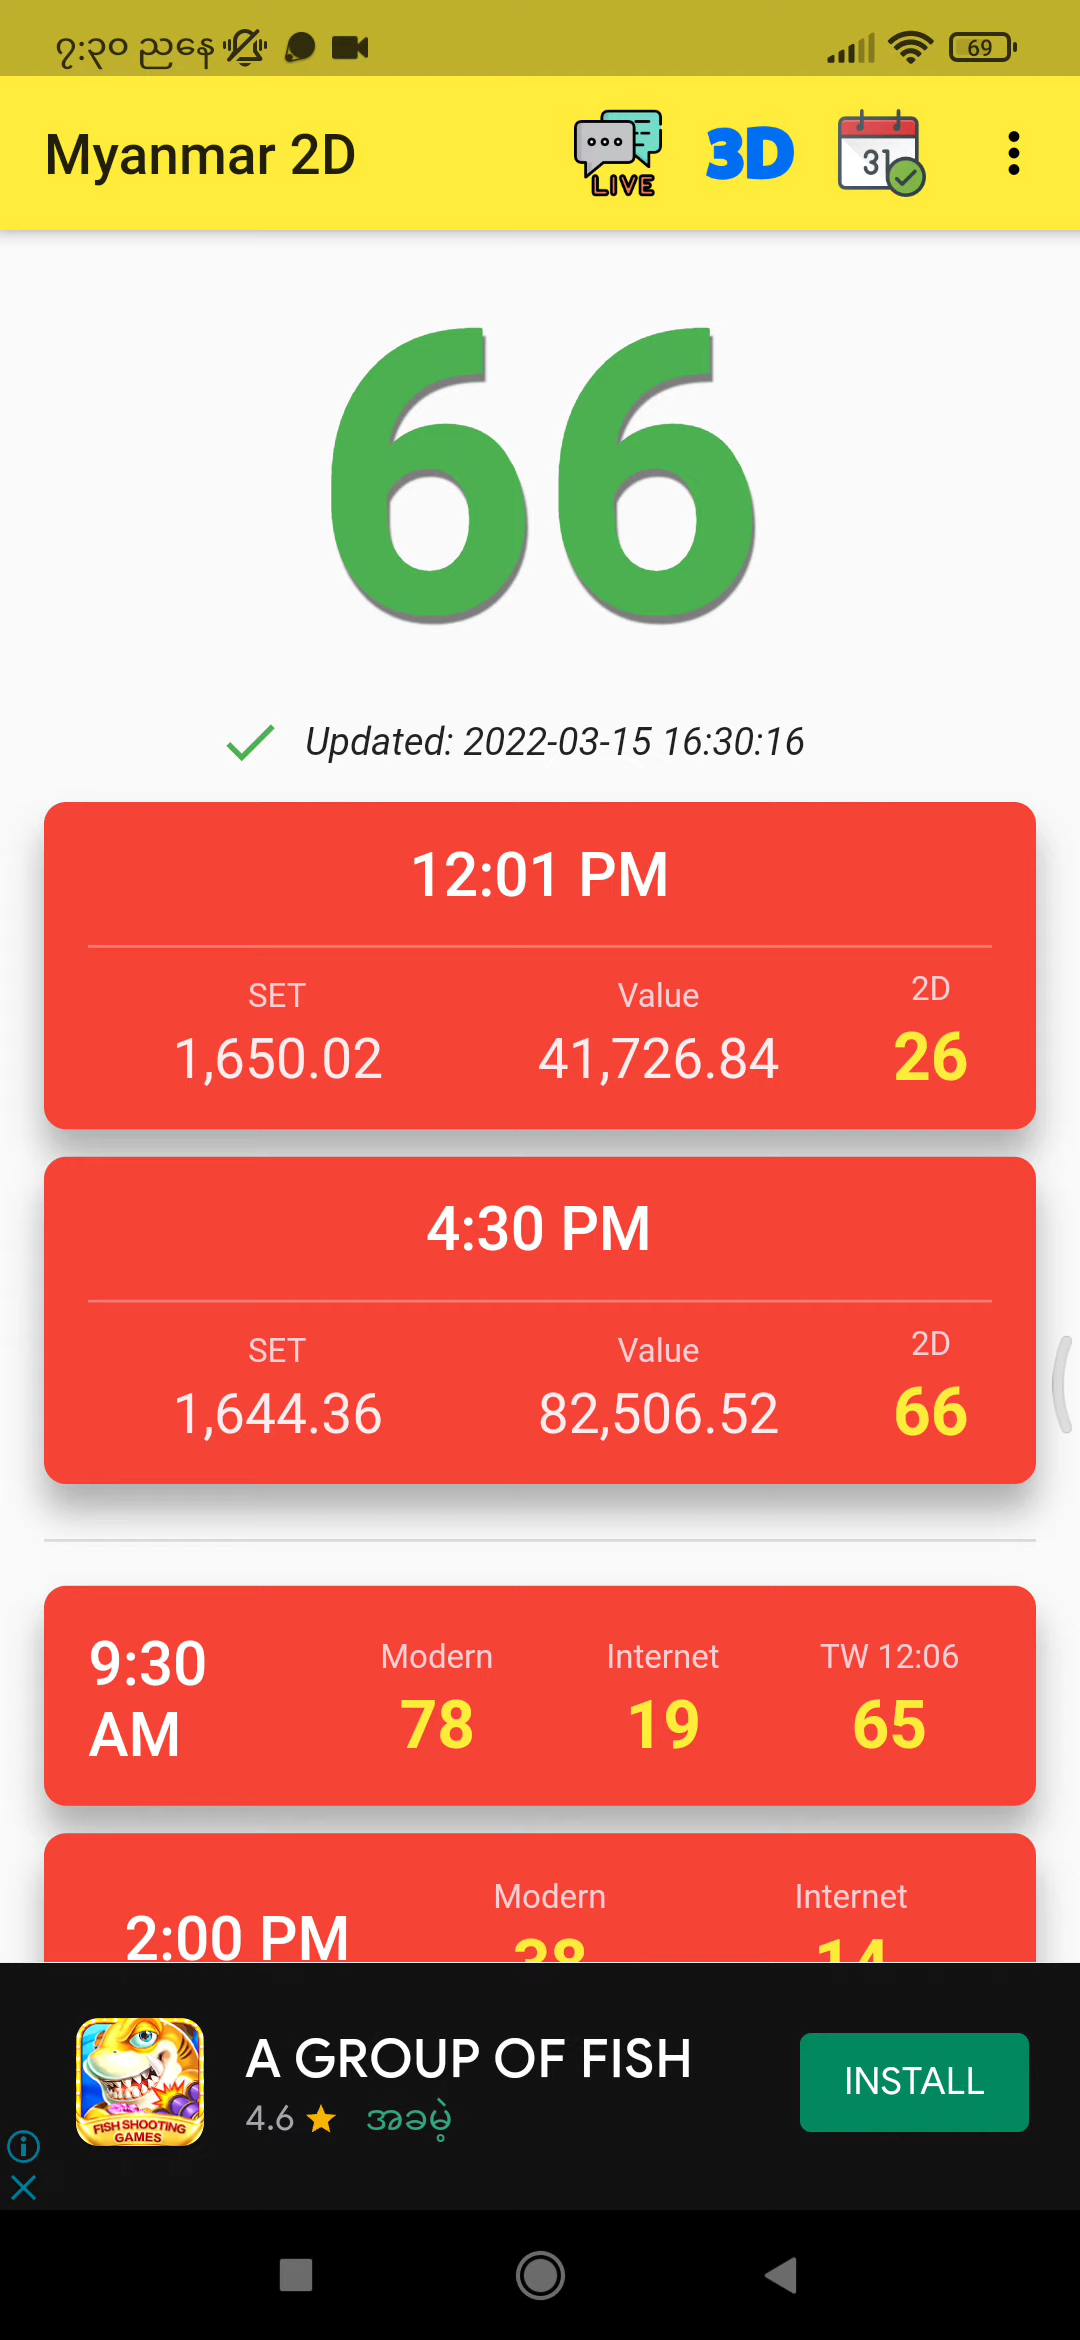 ၇:၃၀ ညနေ
69
Myanmar 2D
LIVE
3D
31
66
Updated: 2022-03-15 16:30:16
12:01 PM
SET Value 2D
1,650.02 41,726.84 26
4:30 PM
SET Value 2D
1,644.36 82,506.52 66
9:30 AM
Modern Internet TW 12:06
78 19 65
Modern Internet
2:00 PM 38 14
A GROUP OF FISH
4.6 အခမဲ့
INSTALL
FISH SHOOTING
GAMES